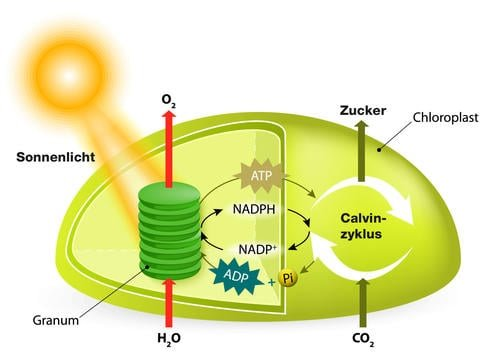 O₂
Zucker
Chloroplast
Sonnenlicht
ATP
NADPH
Calvin-
zyklus
NADP⁺
ADP + Pi
Granum
H₂O
CO₂